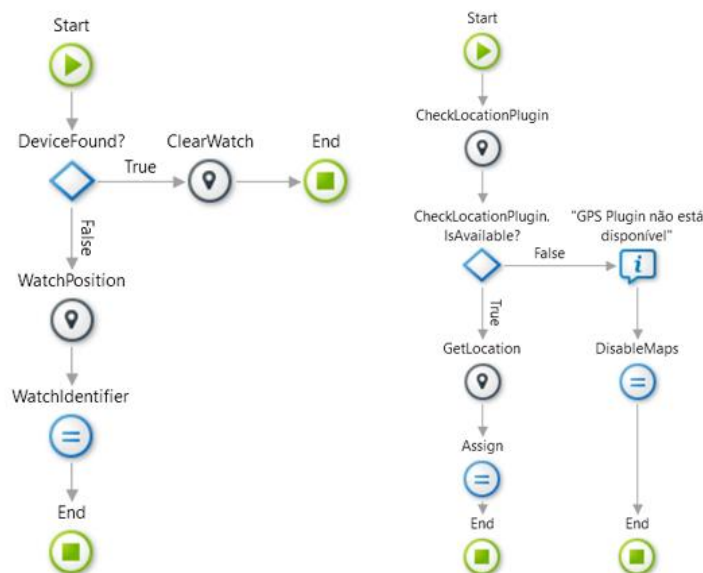 Start
DeviceFound?
True
ClearWatch
End
False
WatchPosition
WatchIdentifier
End
Start
CheckLocationPlugin
CheckLocationPlugin.
IsAvailable?
False
"GPS Plugin não está
disponível"
True
GetLocation
DisableMaps
Assign
End
End